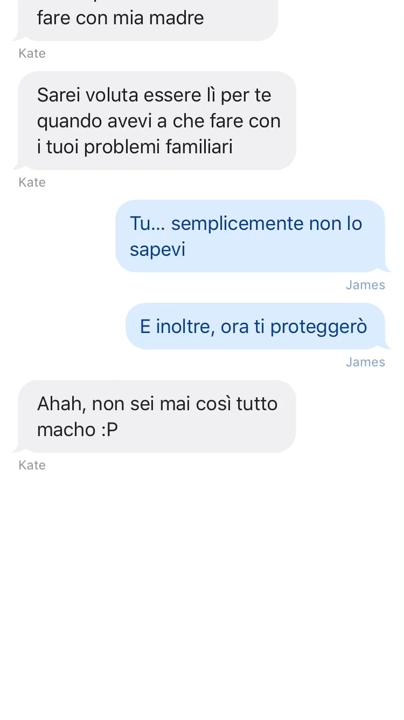 fare con mia madre
Kate
Sarei voluta essere lì per te
quando avevi a che fare con
i tuoi problemi familiari
Kate
Tu... semplicemente non lo
sapevi
James
E inoltre, ora ti proteggerò
James
Ahah, non sei mai così tutto
macho :P
Kate